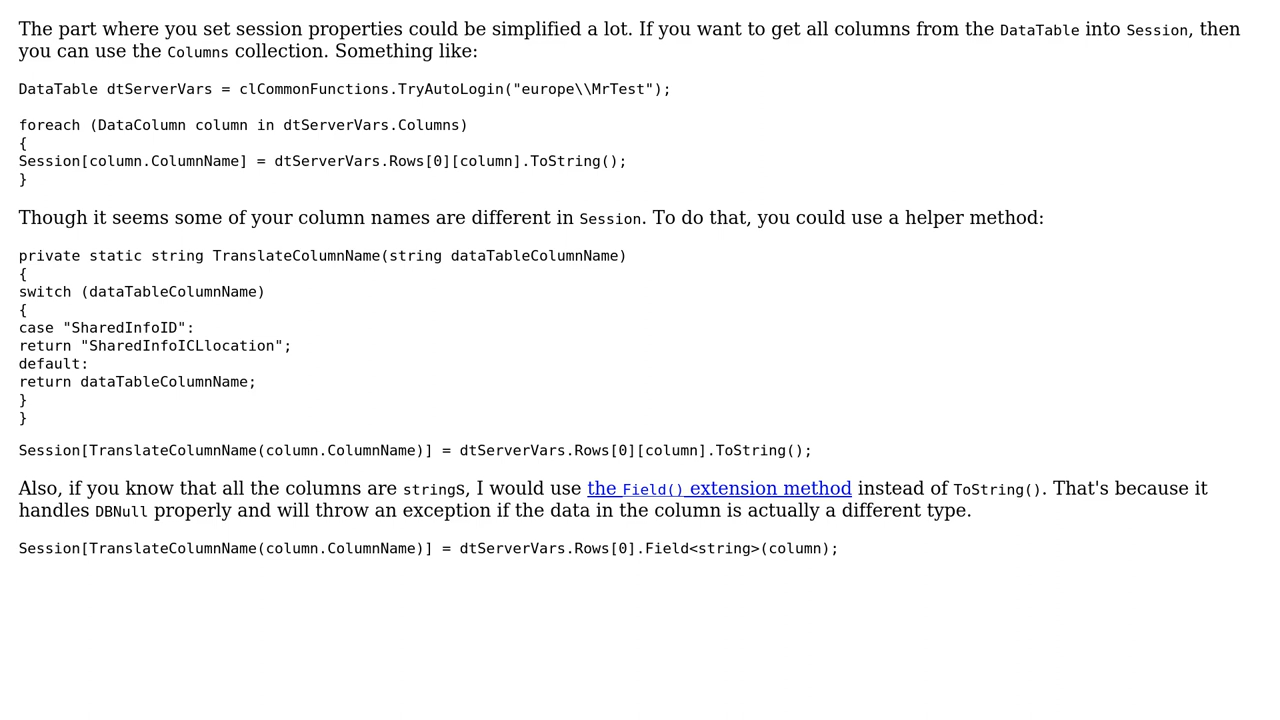 The part where you set session properties could be simplified a lot. If you want to get all columns from the DataTable into Session, then
you can use the Columns collection. Something like:
DataTable dtServerVars = clCommonFunctions.TryAutoLogin("europe\\MrTest");
foreach (DataColumn column in dtServerVars.Columns)
{
Session[column.ColumnName] = dtServerVars.Rows[0][column].ToString();
}
Though it seems some of your column names are different in Session. To do that, you could use a helper method:
private static string TranslateColumnName(string dataTableColumnName)
{
switch (dataTableColumnName)
{
case "SharedInfoID":
return "SharedInfoICLlocation";
default:
return dataTableColumnName;
}
}
Session[TranslateColumnName(column.ColumnName)] = dtServerVars.Rows[0][column].ToString();
Also, if you know that all the columns are strings, I would use the Field() extension method instead of ToString(). That's because it
handles DBNull properly and will throw an exception if the data in the column is actually a different type.
Session[TranslateColumnName(column.ColumnName)] = dtServerVars.Rows[0].Field<string>(column);